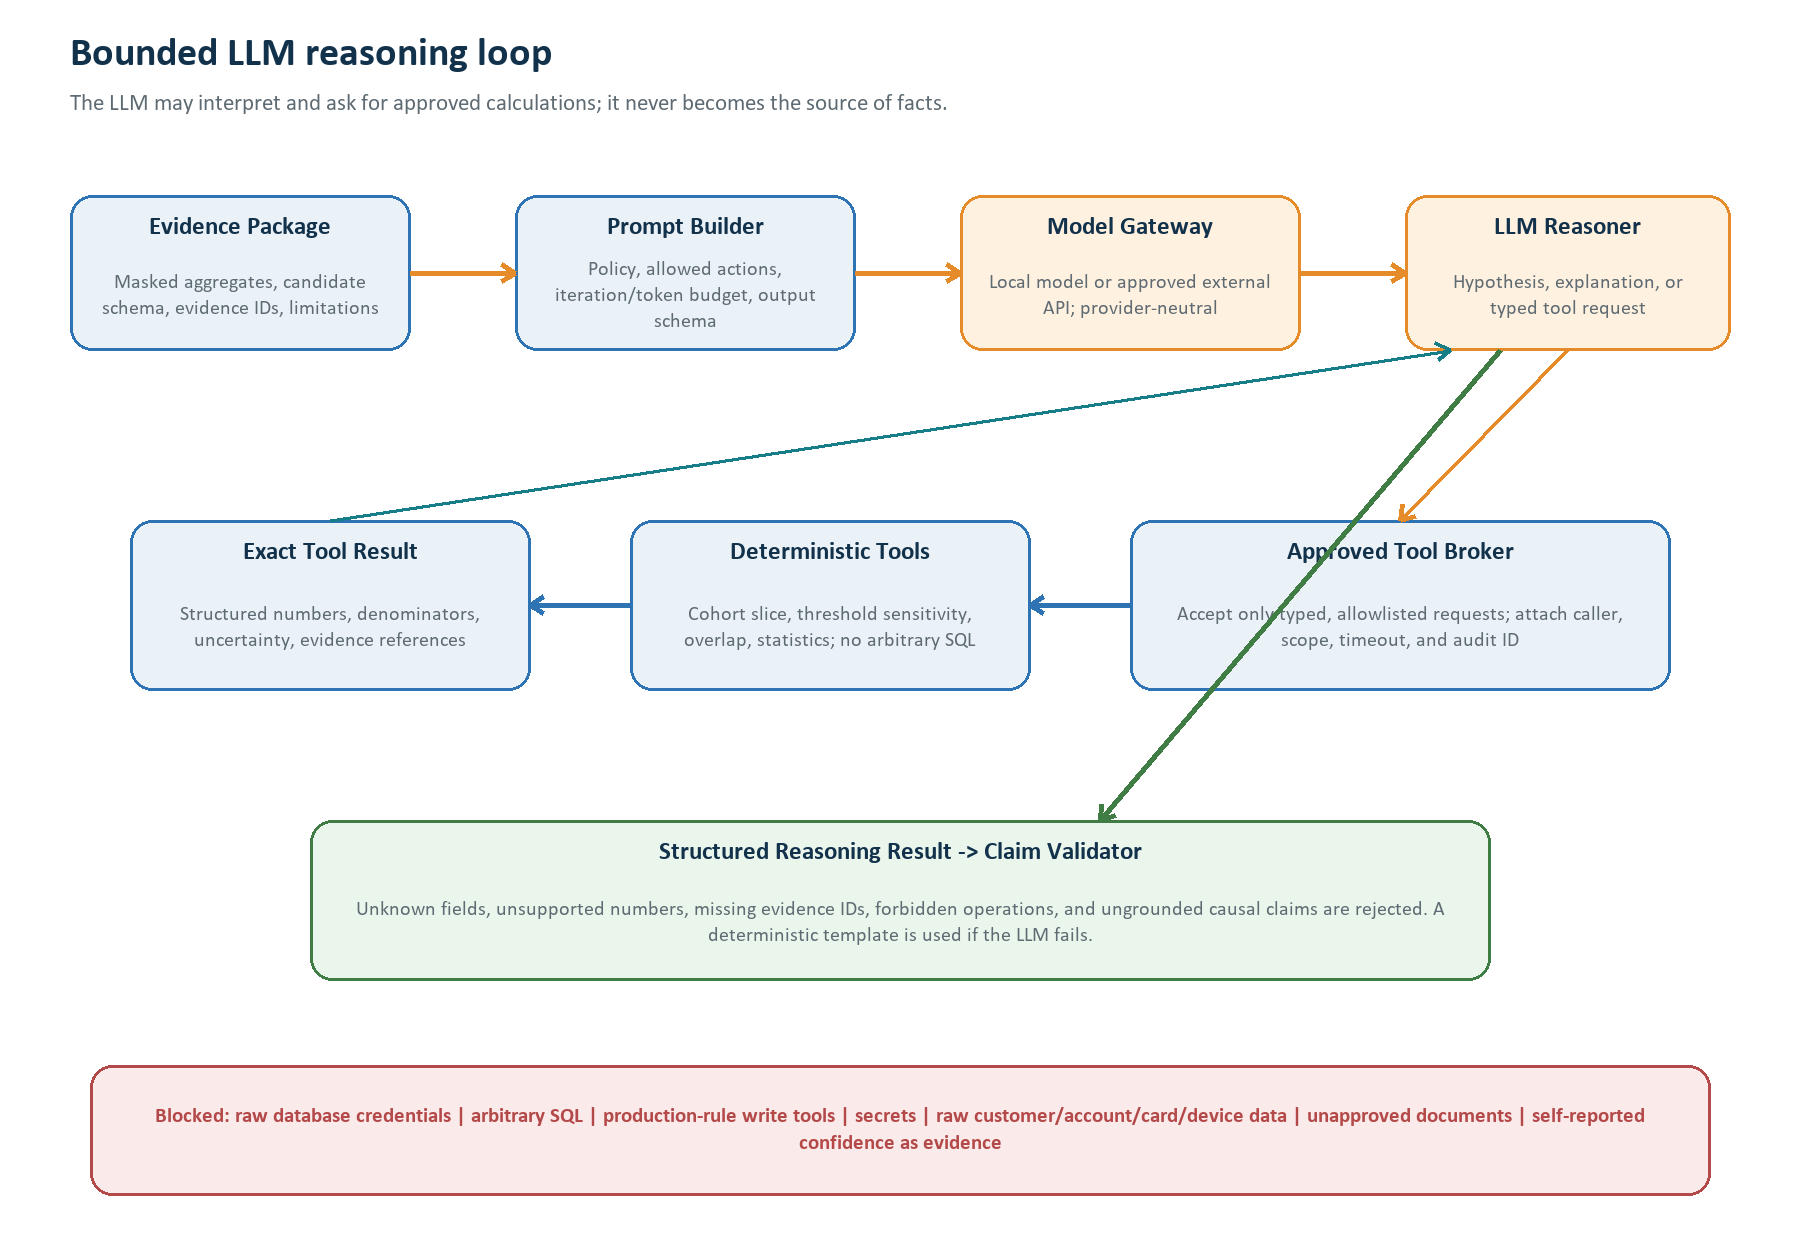 Bounded LLM reasoning loop
The LLM may interpret and ask for approved calculations; it never becomes the source of facts.
Evidence Package
Masked aggregates, candidate
schema, evidence IDs, limitations
Prompt Builder
Policy, allowed actions,
iteration/token budget, output
schema
Model Gateway
Local model or approved external
API; provider-neutral
LLM Reasoner
Hypothesis, explanation, or
typed tool request
Exact Tool Result
Structured numbers, denominators,
uncertainty, evidence references
Deterministic Tools
Cohort slice, threshold sensitivity,
overlap, statistics; no arbitrary SQL
Approved Tool Broker
Accept only typed, allowlisted requests; attach caller,
scope, timeout, and audit ID
Structured Reasoning Result -> Claim Validator
Unknown fields, unsupported numbers, missing evidence IDs, forbidden operations, and ungrounded causal claims are rejected. A
deterministic template is used if the LLM fails.
Blocked: raw database credentials | arbitrary SQL | production-rule write tools | secrets | raw customer/account/card/device data | unapproved documents | self-reported
confidence as evidence